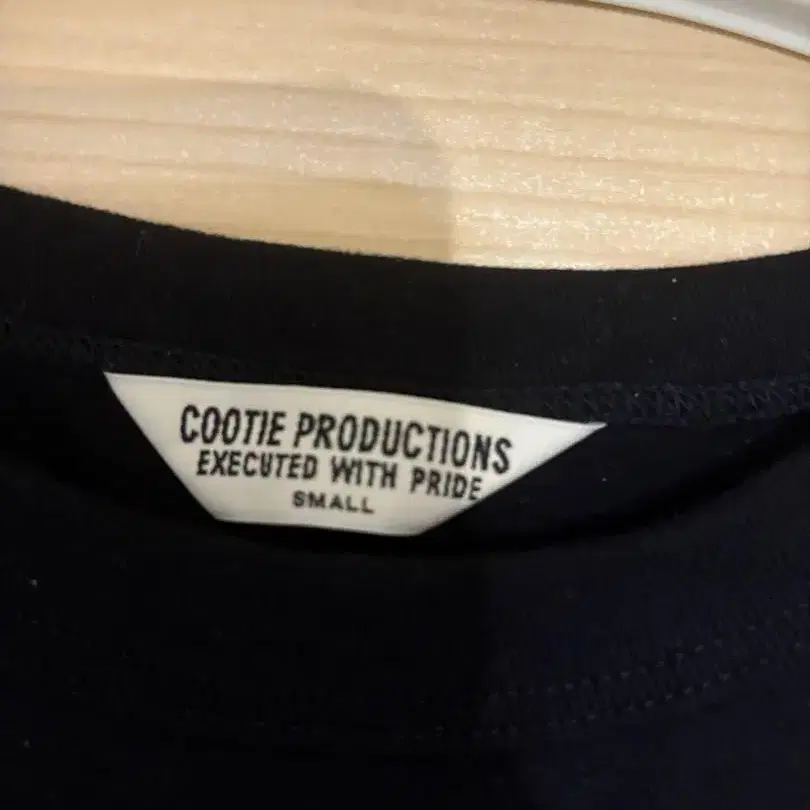 COOTIE PRODUCTIONS
EXECUTED WITH PRIDE
SMALL